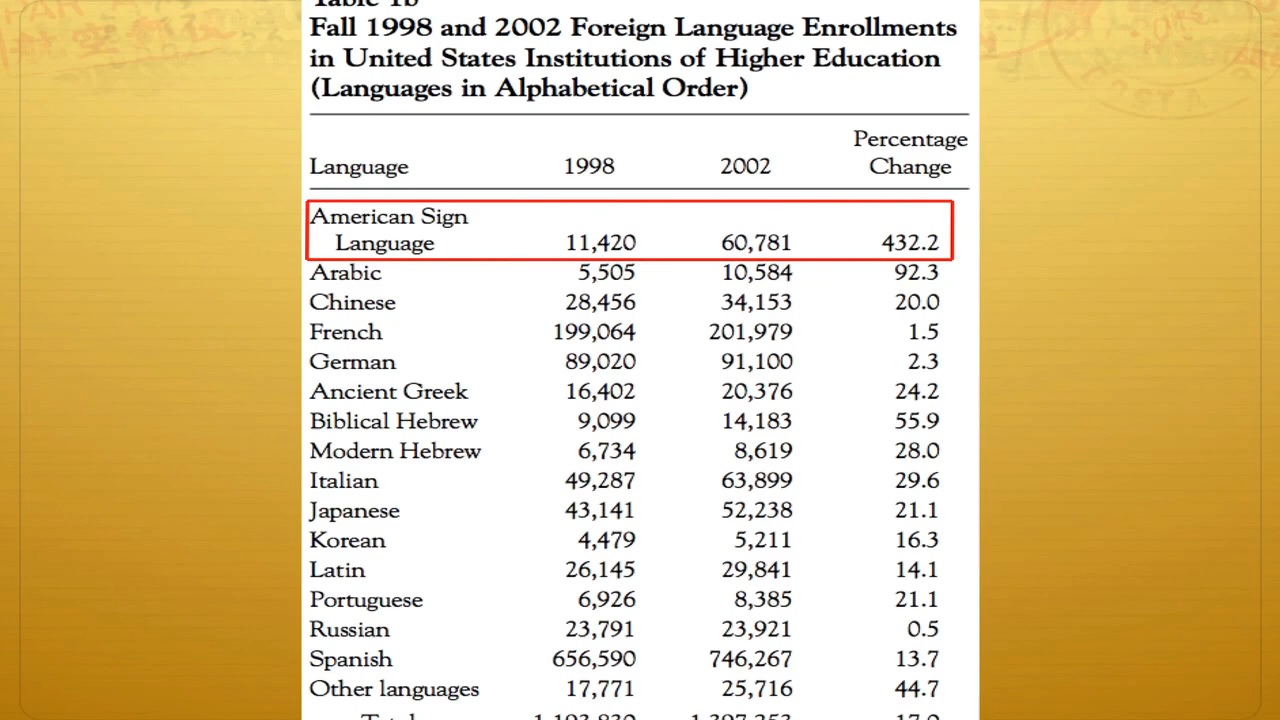 Table 1b
Fall 1998 and 2002 Foreign Language Enrollments
in United States Institutions of Higher Education
(Languages in Alphabetical Order)
Percentage
Language 1998 2002 Change
American Sign
Language 11,420 60,781 432.2
Arabic 5,505 10,584 92.3
Chinese 28,456 34,153 20.0
French 199,064 201,979 1.5
German 89,020 91,100 2.3
Ancient Greek 16,402 20,376 24.2
Biblical Hebrew 9,099 14,183 55.9
Modern Hebrew 6,734 8,619 28.0
Italian 49,287 63,899 29.6
Japanese 43,141 52,238 21.1
Korean 4,479 5,211 16.3
Latin 26,145 29,841 14.1
Portuguese 6,926 8,385 21.1
Russian 23,791 23,921 0.5
Spanish 656,590 746,267 13.7
Other languages 17,771 25,716 44.7